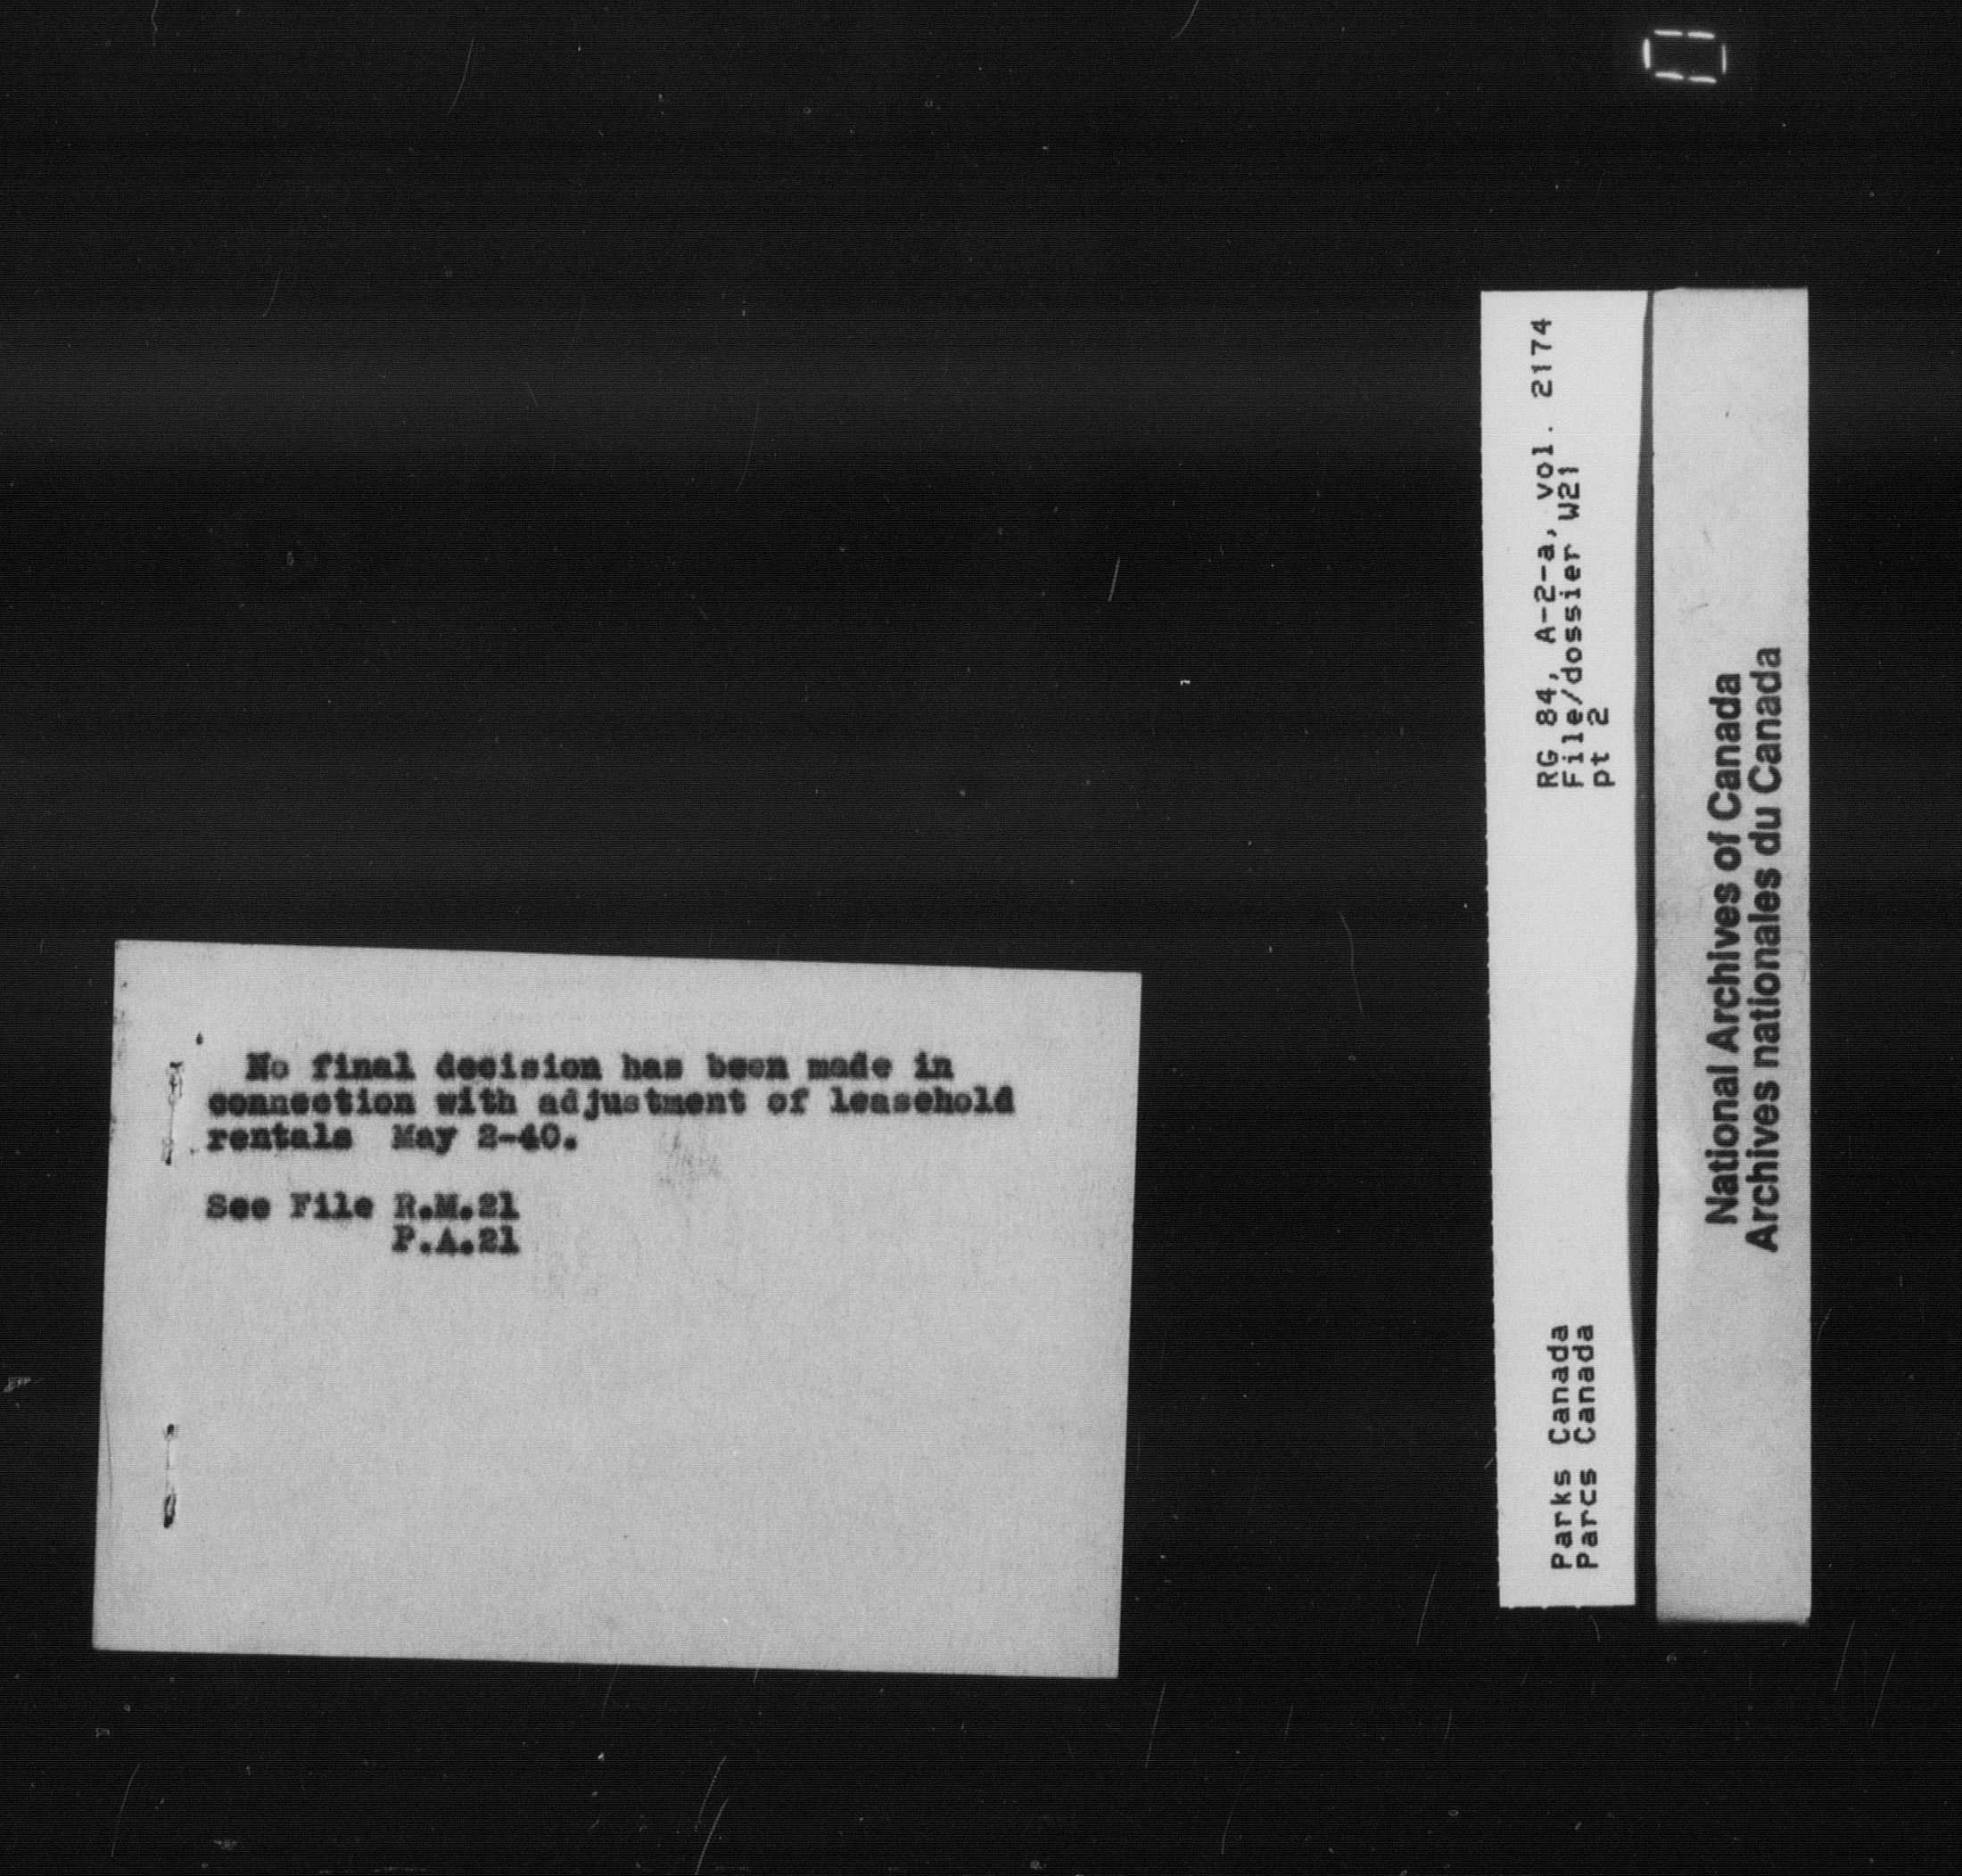 No final decision has been made in
connection with adjustment of leasehold
rentals May 2-40.
See File R.M.21
P.A.21
RG 84, A-2-a, vol. 2174
File/dossier W21
pt 2
Parks Canada
Parcs Canada
National Archives of Canada
Archives nationales du Canada